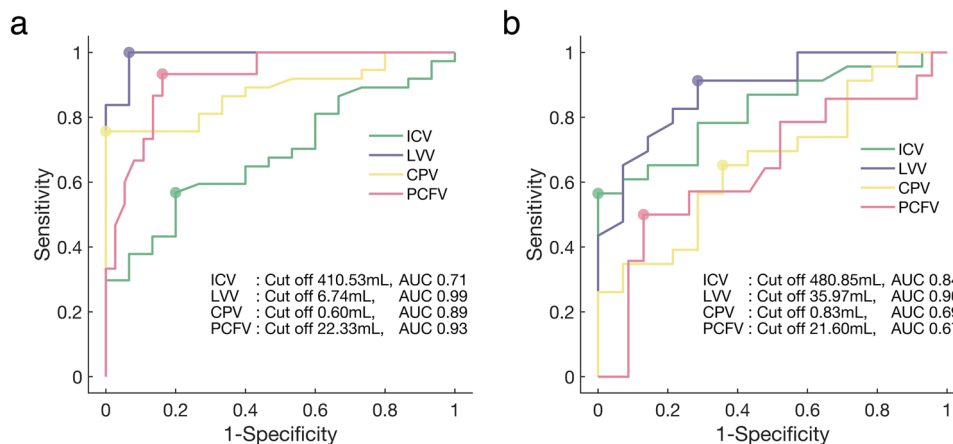 a
1
0.8
0.6
0.4
0.2
0
Sensitivity
ICV
LVV
CPV
PCFV
ICV : Cut off 410.53mL, AUC 0.71
LVV : Cut off 6.74mL, AUC 0.99
CPV : Cut off 0.60mL, AUC 0.89
PCFV : Cut off 22.33mL, AUC 0.93
0 0.2 0.4 0.6 0.8 1
1-Specificity
b
1
0.8
0.6
0.4
0.2
0
Sensitivity
ICV
LVV
CPV
PCFV
ICV : Cut off 480.85mL, AUC
LVV : Cut off 35.97mL, AUC
CPV : Cut off 0.83mL, AUC
PCFV : Cut off 21.60mL, AUC
0 0.2 0.4 0.6 0.8 1
1-Specificity